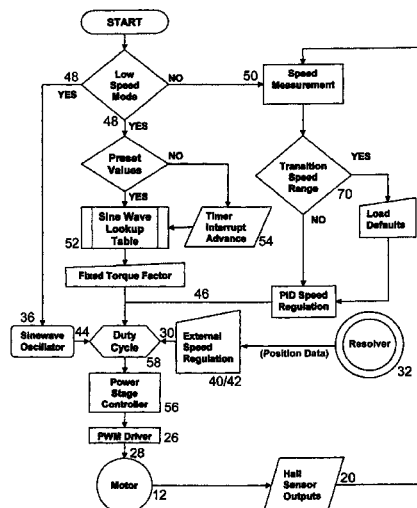 START
48
Low
Speed
Mode
NO
50
Speed
Measurement
YES
48
YES
Preset
Values
NO
Transition
Speed
Range
YES
70
YES
Sine Wave
Lookup
Table
52
Timer
Interrupt
Advance
54
NO
Load
Defaults
Fixed Torque Factor
46
PID Speed
Regulation
36
Sinewave
Oscillator
44
Duty
Cycle
58
30
External
Speed
Regulation
40/42
(Position Data)
Resolver
32
Power
Stage
Controller
56
PWM Driver
26
28
Motor
12
Hall
Sensor
Outputs
20